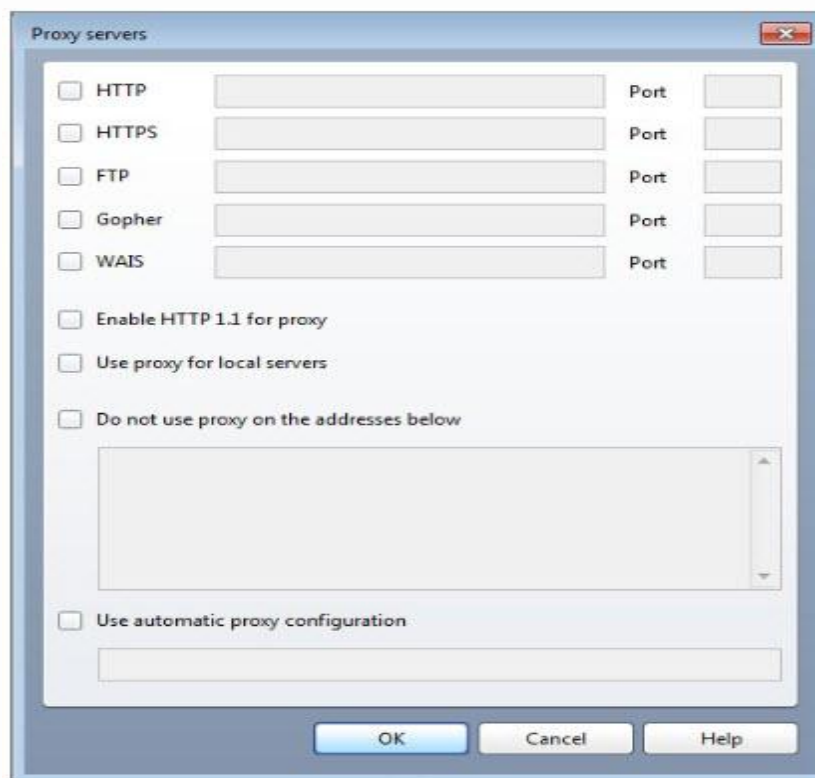 Proxy servers
HTTP Port
HTTPS Port
FTP Port
Gopher Port
WAIS Port
Enable HTTP 1.1 for proxy
Use proxy for local servers
Do not use proxy on the addresses below
Use automatic proxy configuration
OK Cancel Help